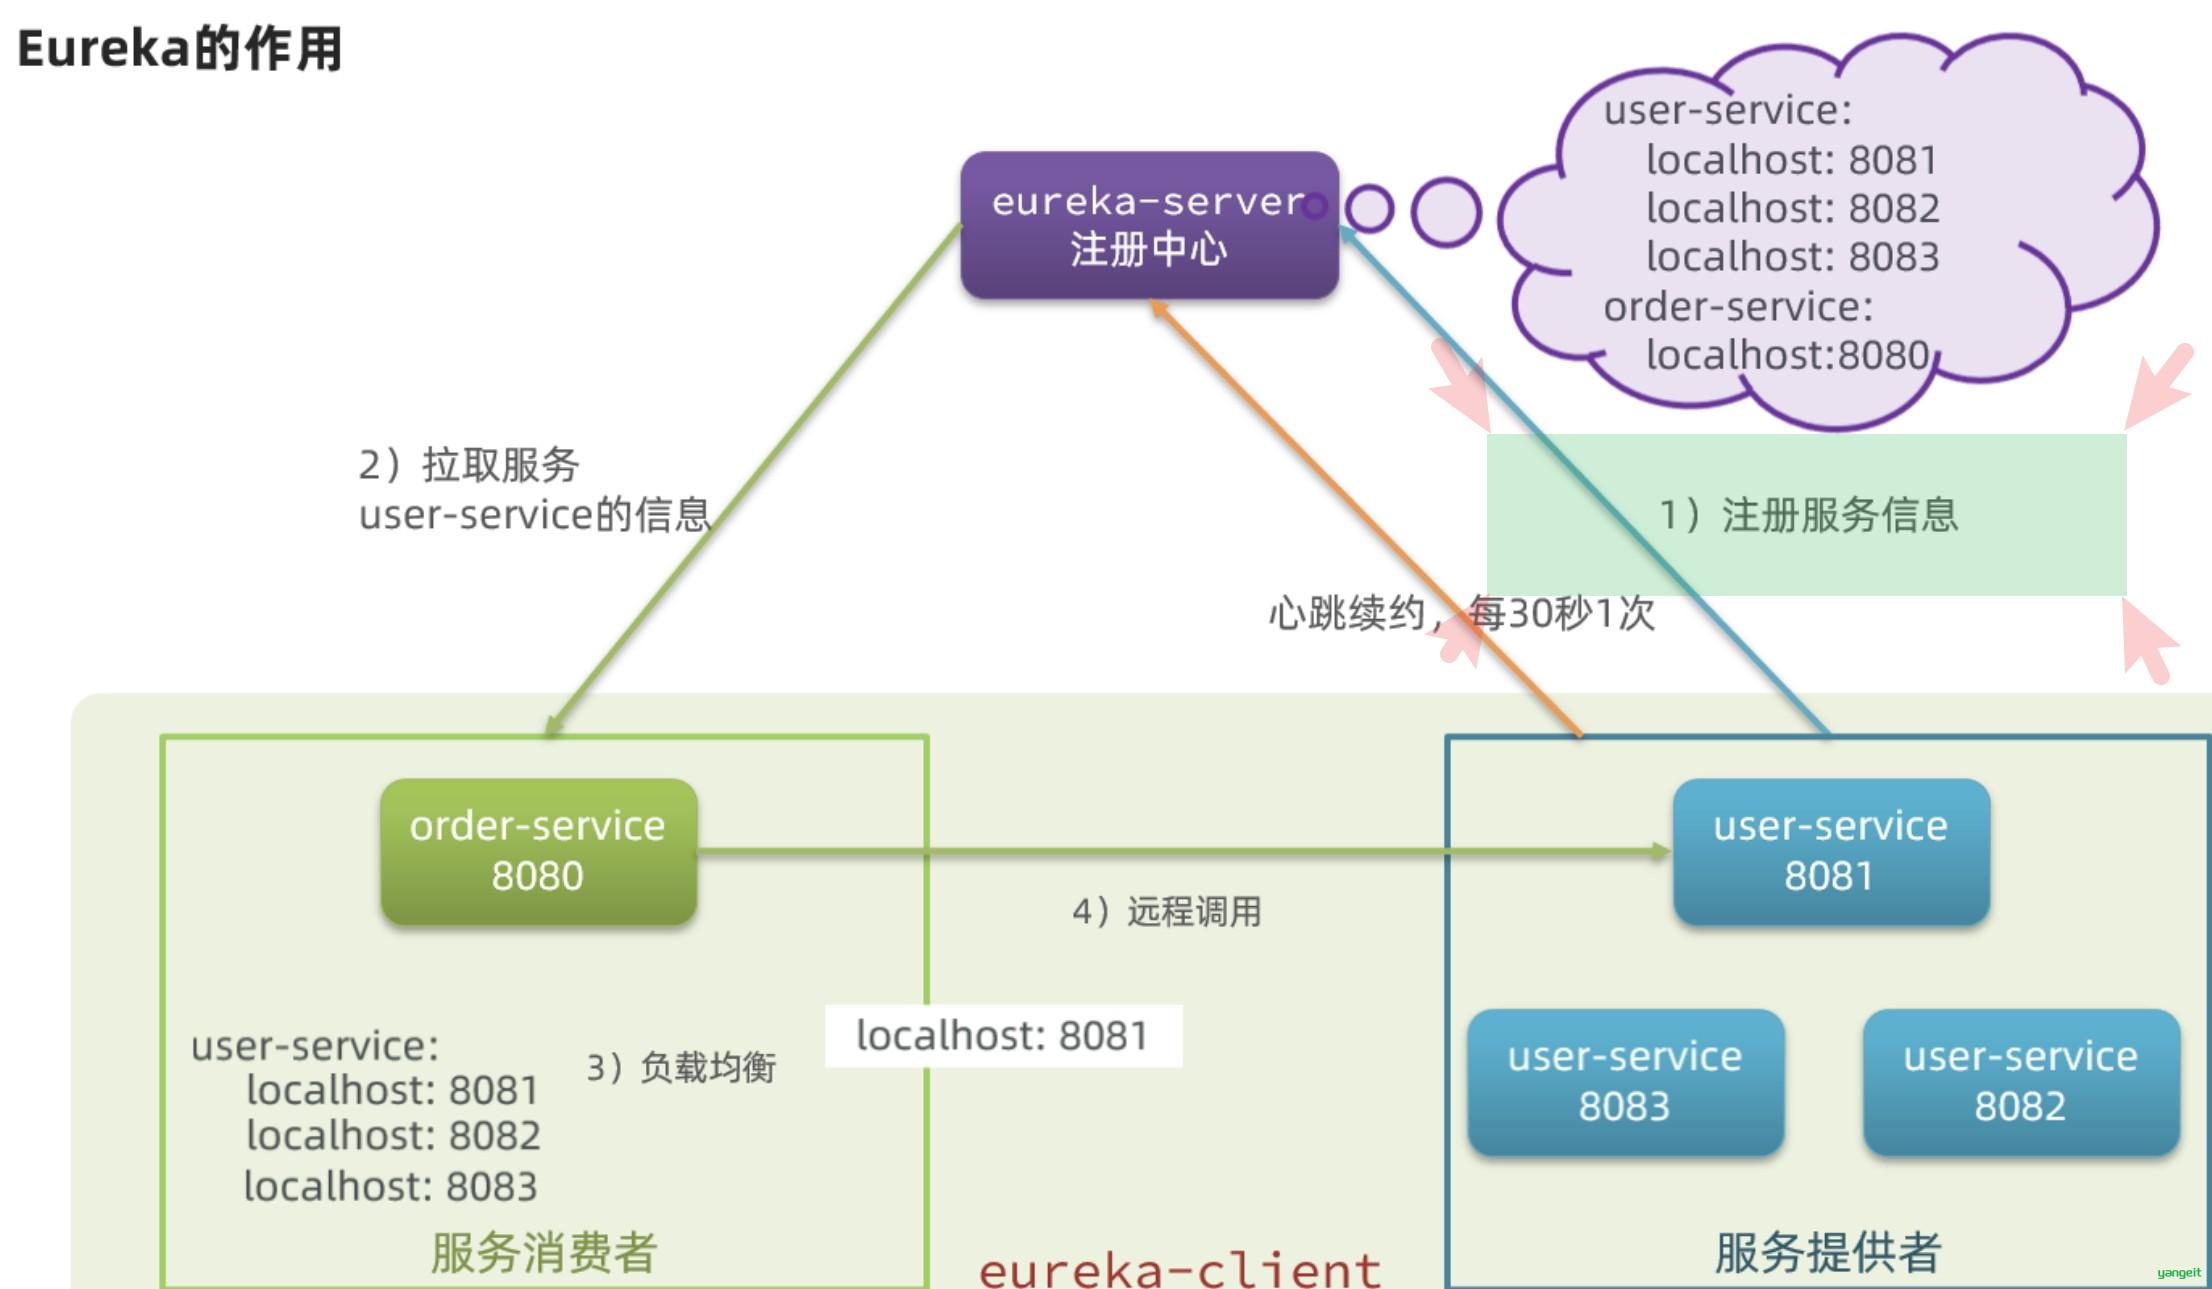 Eureka的作用
user-service:
localhost: 8081
localhost: 8082
localhost: 8083
order-service:
localhost:8080
eureka-server
注册中心
2）拉取服务
user-service的信息
1）注册服务信息
心跳续约，每30秒1次
order-service
8080
user-service
8081
4）远程调用
user-service:
localhost: 8081
localhost: 8082
localhost: 8083
3）负载均衡
localhost: 8081
user-service
8083
user-service
8082
服务消费者
eureka-client
服务提供者
yangeit